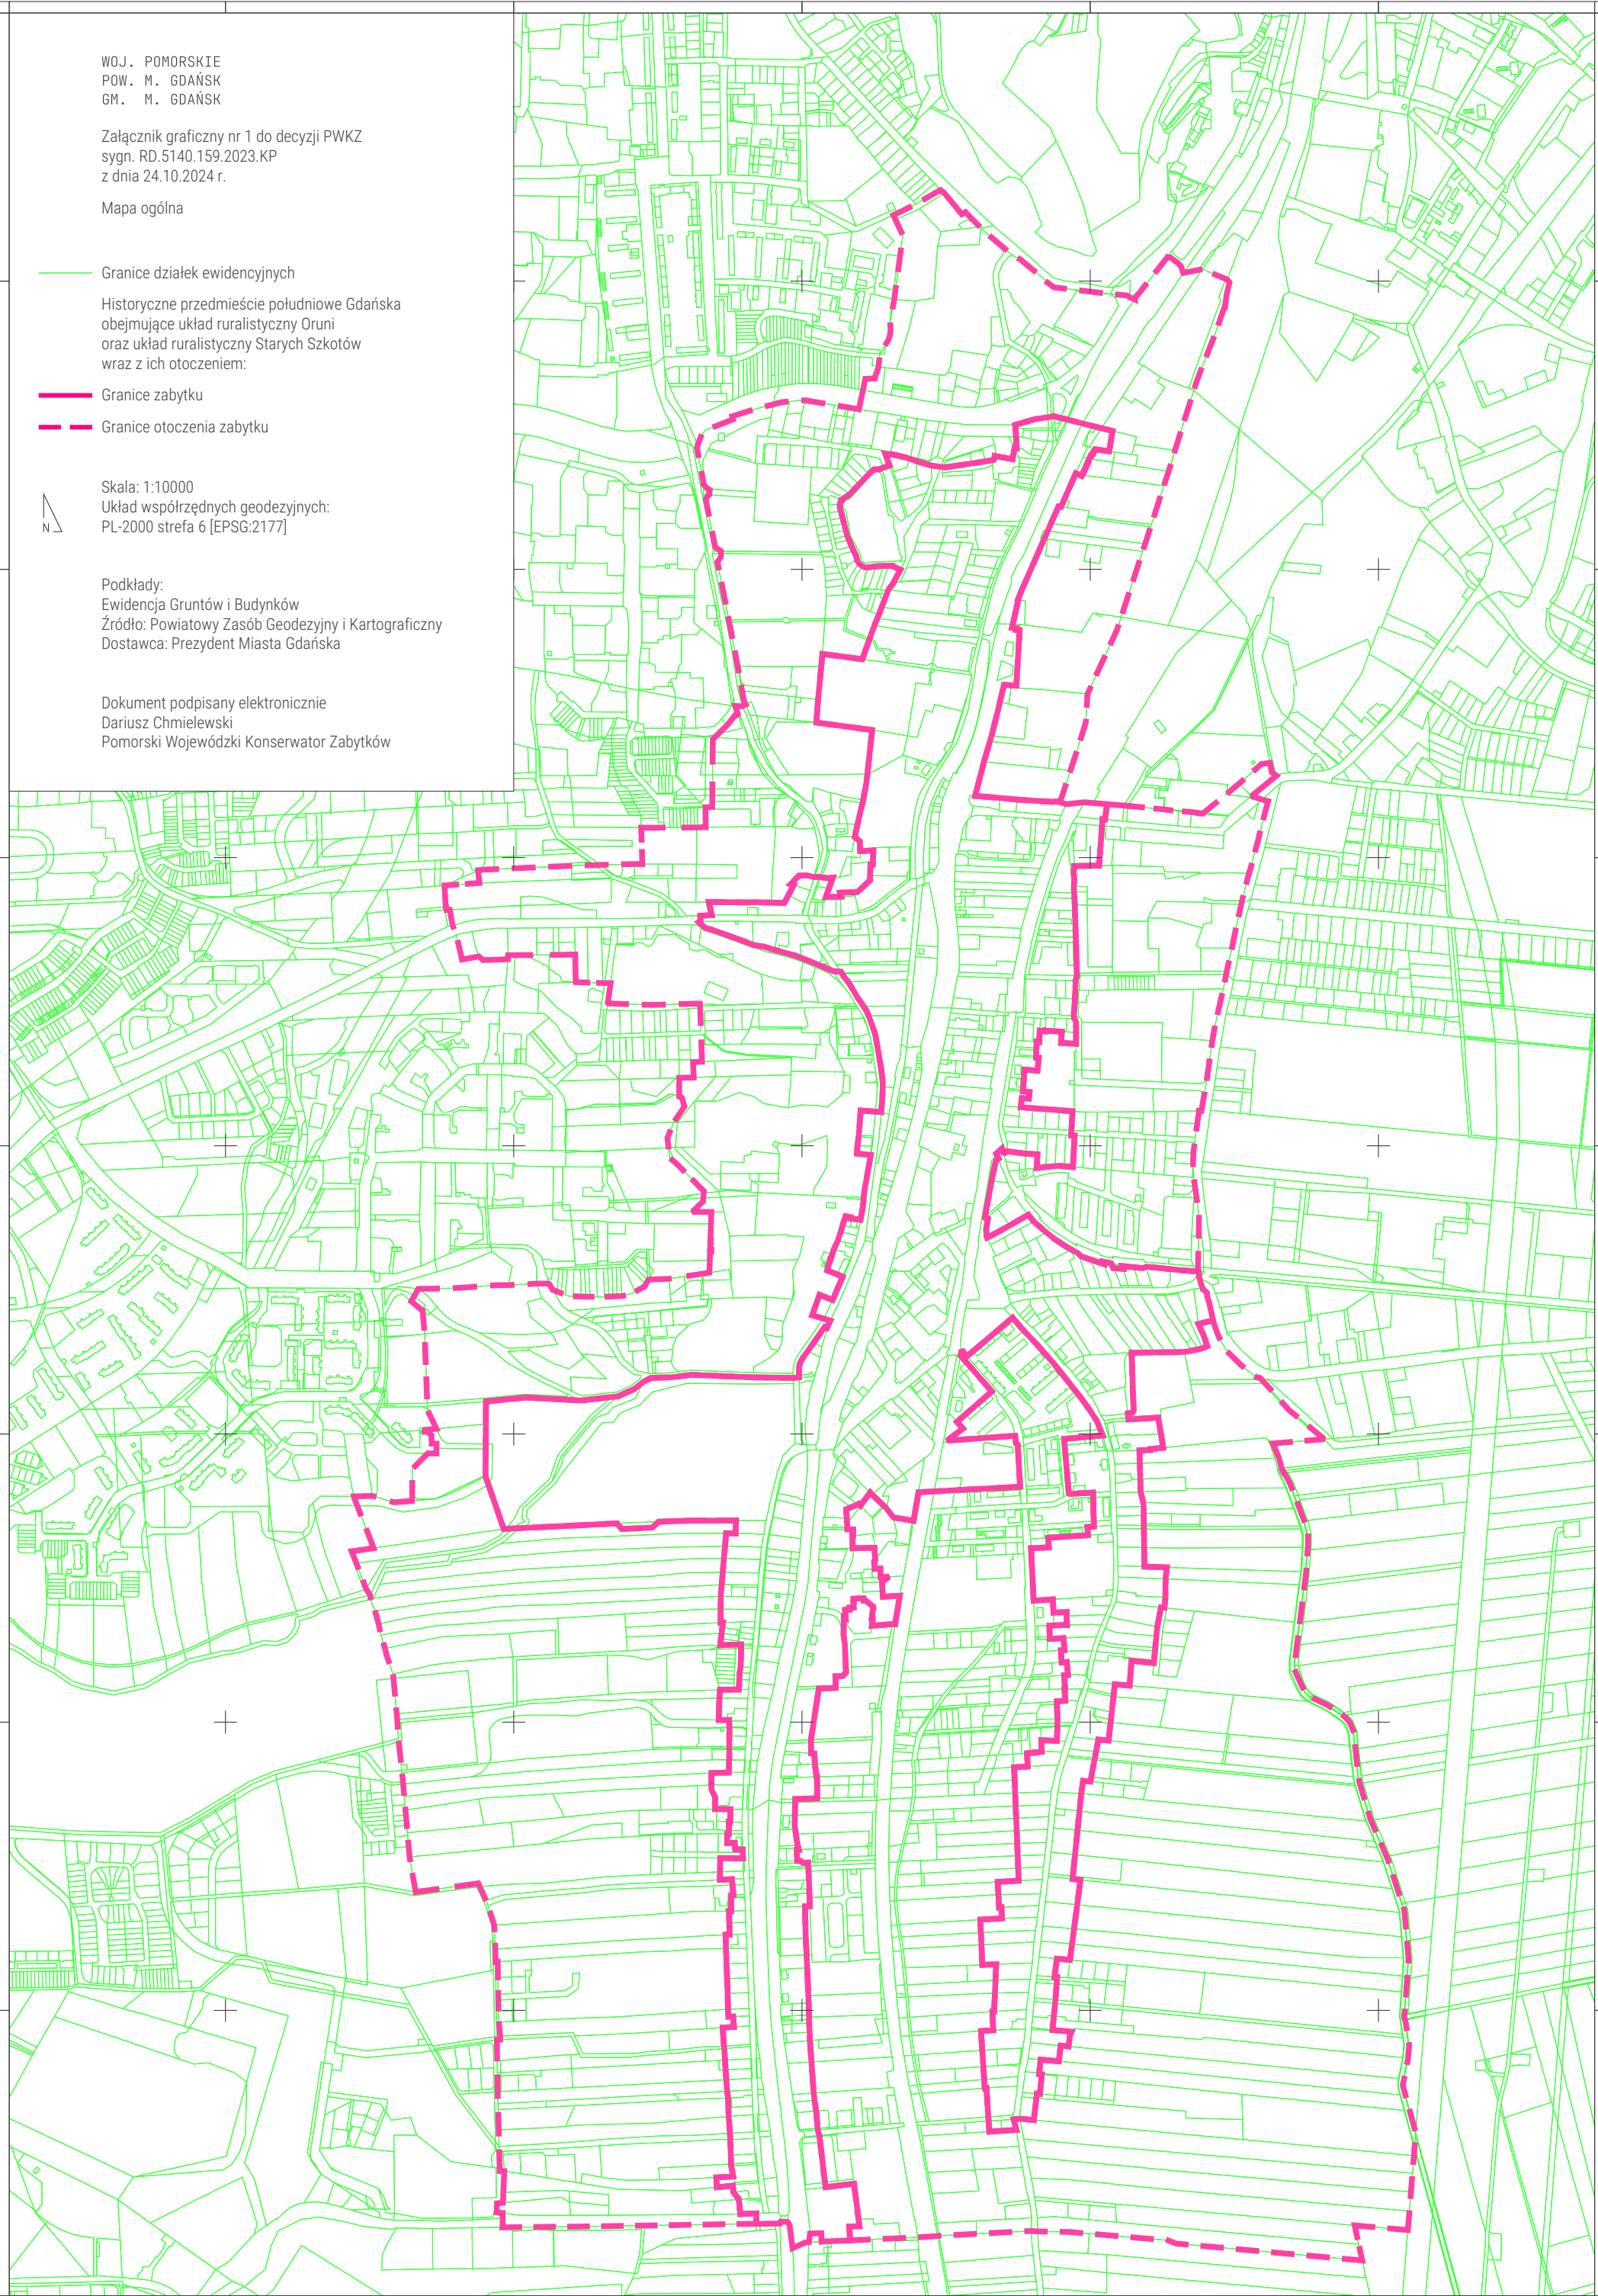 WOJ. POMORSKIE
POW. M. GDAŃSK
GM.  M. GDAŃSK
Załącznik graficzny nr 1 do decyzji PWKZ
sygn. RD.5140.159.2023.KP
z dnia 24.10.2024 r.
Mapa ogólna
Granice działek ewidencyjnych
Historyczne przedmieście południowe Gdańska
obejmujące układ ruralistyczny Oruni
oraz układ ruralistyczny Starych Szkotów
wraz z ich otoczeniem:
Granice zabytku
Granice otoczenia zabytku
Skala: 1:10000
Układ współrzędnych geodezyjnych:
PL-2000 strefa 6 [EPSG:2177]
N
Podkłady:
Ewidencja Gruntów i Budynków
Źródło: Powiatowy Zasób Geodezyjny i Kartograficzny
Dostawca: Prezydent Miasta Gdańska
Dokument podpisany elektronicznie
Dariusz Chmielewski
Pomorski Wojewódzki Konserwator Zabytków